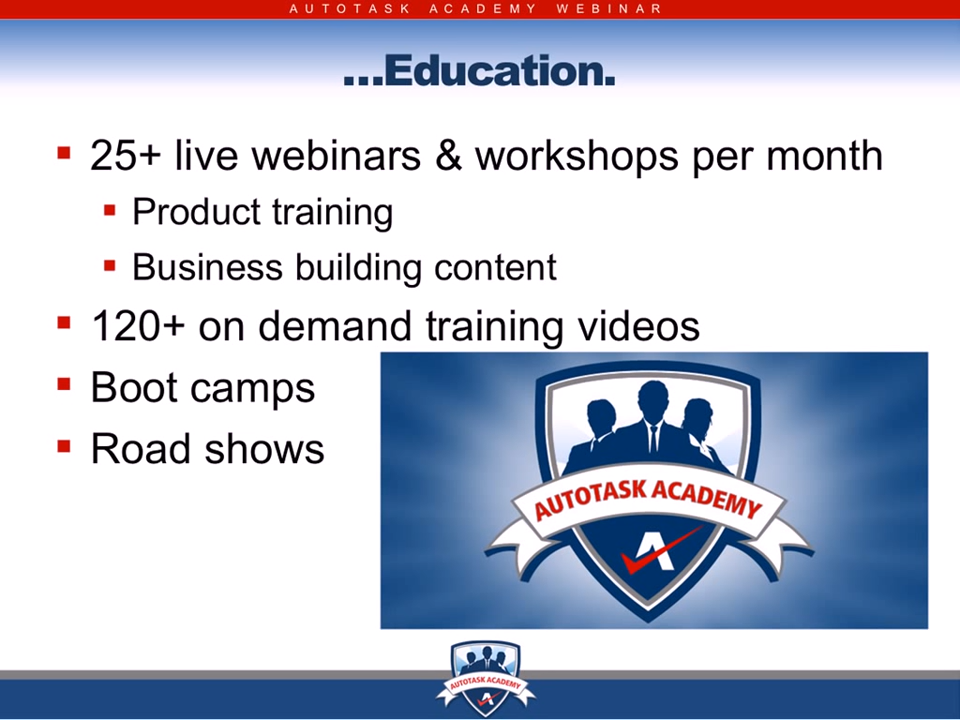 AUTOTASK ACADEMY WEBINAR
...Education.
25+ live webinars & workshops per month
Product training
Business building content
120+ on demand training videos
Boot camps
Road shows
AUTOTASK ACADEMY
AUTOTASK ACADEMY